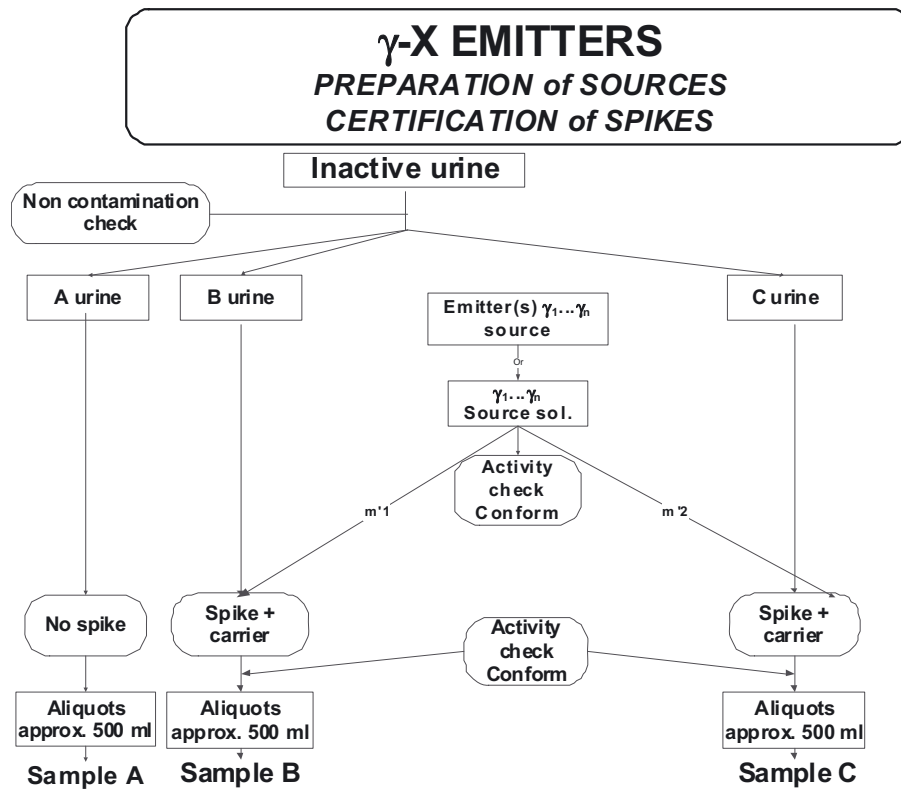 γ-X EMITTERS
PREPARATION of SOURCES
CERTIFICATION of SPIKES
Inactive urine
Non contamination
check
A urine
B urine
C urine
Emitter(s) γ₁...γₙ
source
Or
γ₁...γₙ
Source sol.
Activity
check
Conform
m'1
m'2
No spike
Spike +
carrier
Activity
check
Conform
Spike +
carrier
Aliquots
approx. 500 ml
Aliquots
approx. 500 ml
Aliquots
approx. 500 ml
Sample A
Sample B
Sample C